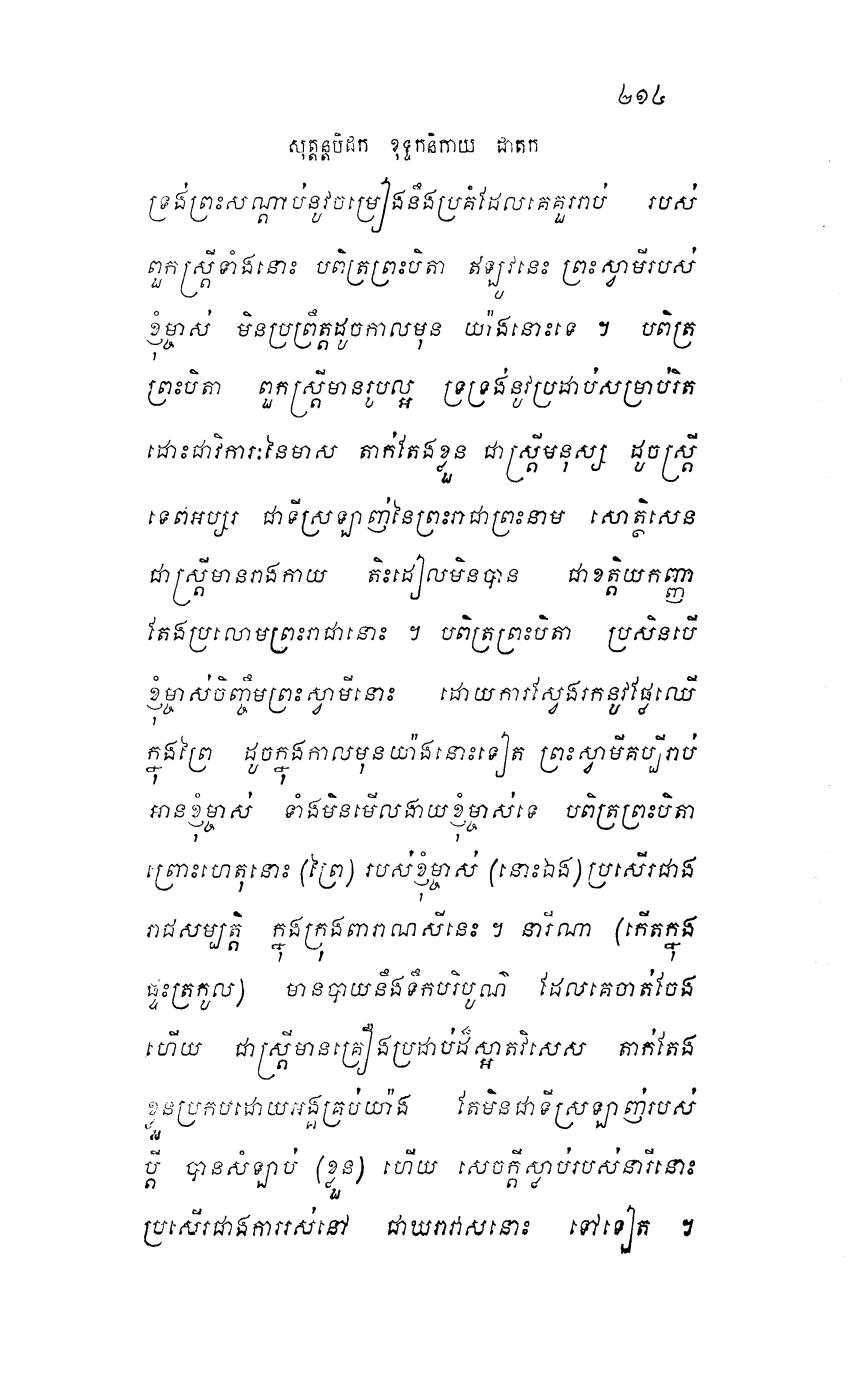 ២១៤
សុត្តន្តបិដក ខុទ្ទកនិកាយ ជាតក
ទ្រង់ព្រះសណ្តាប់នូវចម្រៀងនឹងប្រគំដែលគេគួររាប់ របស់
ពួកស្ត្រីទាំងនោះ បពិត្រព្រះបិតា ឥឡូវនេះ ព្រះស្វាមីរបស់
ខ្ញុំម្ចាស់ មិនប្រព្រឹត្តដូចកាលមុន យ៉ាងនោះទេ ។ បពិត្រ
ព្រះបិតា ពួកស្ត្រីមានរូបល្អ ទ្រទ្រង់នូវប្រដាប់សម្រាប់រិត
ដោះជាវិការៈនៃមាស តាក់តែងខ្លួន ជាស្ត្រីមនុស្ស ដូចស្ត្រី
ទេពអប្សរ ជាទីស្រឡាញ់នៃព្រះរាជាព្រះនាម សោត្ថិសេន
ជាស្ត្រីមានរាងកាយ តិះដៀលមិនបាន ជាខត្តិយកញ្ញា
តែងប្រលោមព្រះរាជានោះ ។ បពិត្រព្រះបិតា ប្រសិនបើ
ខ្ញុំម្ចាស់ចិញ្ចឹមព្រះស្វាមីនោះ ដោយការស្វែងរកនូវផ្លែឈើ
ក្នុងព្រៃ ដូចក្នុងកាលមុនយ៉ាងនោះទៀត ព្រះស្វាមីគប្បីរាប់
អានខ្ញុំម្ចាស់ ទាំងមិនមើលងាយខ្ញុំម្ចាស់ទេ បពិត្រព្រះបិតា
ព្រោះហេតុនោះ (ព្រៃ) របស់ខ្ញុំម្ចាស់ (នោះឯង) ប្រសើរជាង
រាជសម្បត្តិ ក្នុងក្រុងពារាណសីនេះ ។ នារីណា (កើតក្នុង
ផ្ទះត្រកូល) មានបាយនឹងទឹកបរិបូណ៌ ដែលគេចាត់ចែង
ហើយ ជាស្ត្រីមានគ្រឿងប្រដាប់ដ៏ស្អាតវិសេស តាក់តែង
ខ្លួនប្រកបដោយអង្គគ្រប់យ៉ាង តែមិនជាទីស្រឡាញ់របស់
ប្តី បានសំឡាប់ (ខ្លួន) ហើយ សេចក្តីស្លាប់របស់នារីនោះ
ប្រសើរជាងការរស់នៅ ជាឃរាវាសនោះ ទៅទៀត ។